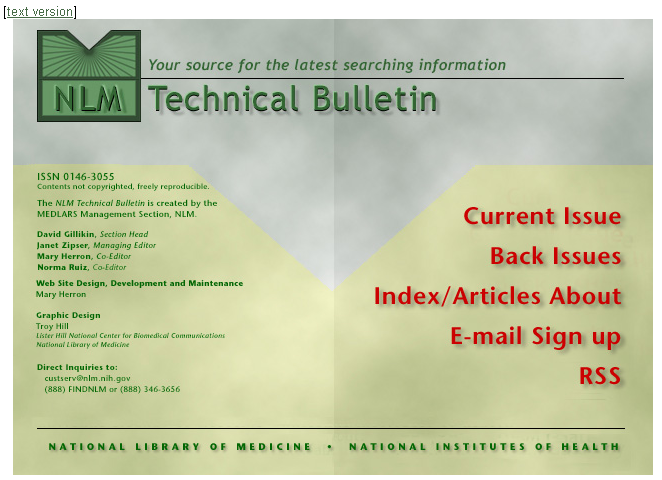 [text version]
Your source for the latest searching information
NLM
Technical Bulletin
ISSN 0146-3055
Contents not copyrighted, freely reproducible.
The NLM Technical Bulletin is created by the
MEDLARS Management Section, NLM.
David Gillikin, Section Head
Janet Zipser, Managing Editor
Mary Herron, Co-Editor
Norma Ruiz, Co-Editor
Web Site Design, Development and Maintenance
Mary Herron
Graphic Design
Troy Hill
Lister Hill National Center for Biomedical Communications
National Library of Medicine
Direct Inquiries to:
custserv@nlm.nih.gov
(888) FINDNLM or (888) 346-3656
Current Issue
Back Issues
Index/Articles About
E-mail Sign up
RSS
NATIONAL LIBRARY OF MEDICINE • NATIONAL INSTITUTES OF HEALTH